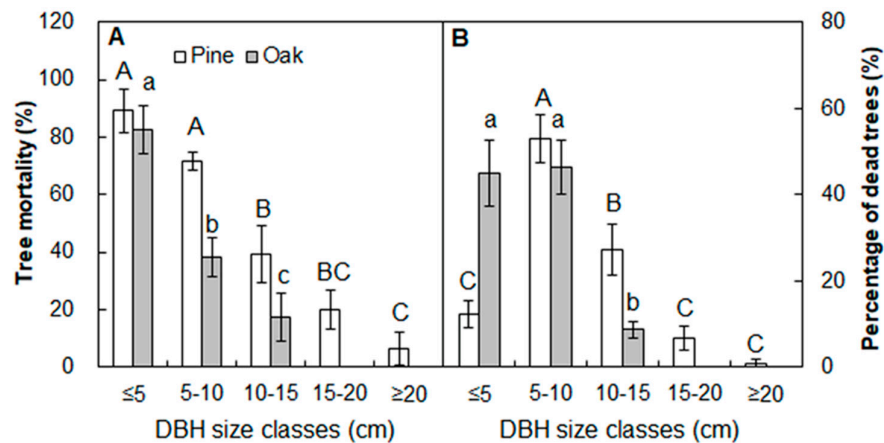 120
100
80
60
40
20
0
Tree mortality (%)
A
Pine
Oak
A
a
A
b
B
c
BC
C
≤5
5-10
10-15
15-20
≥20
DBH size classes (cm)
B
C
a
A
a
B
b
C
C
≤5
5-10
10-15
15-20
≥20
DBH size classes (cm)
80
60
40
20
0
Percentage of dead trees (%)